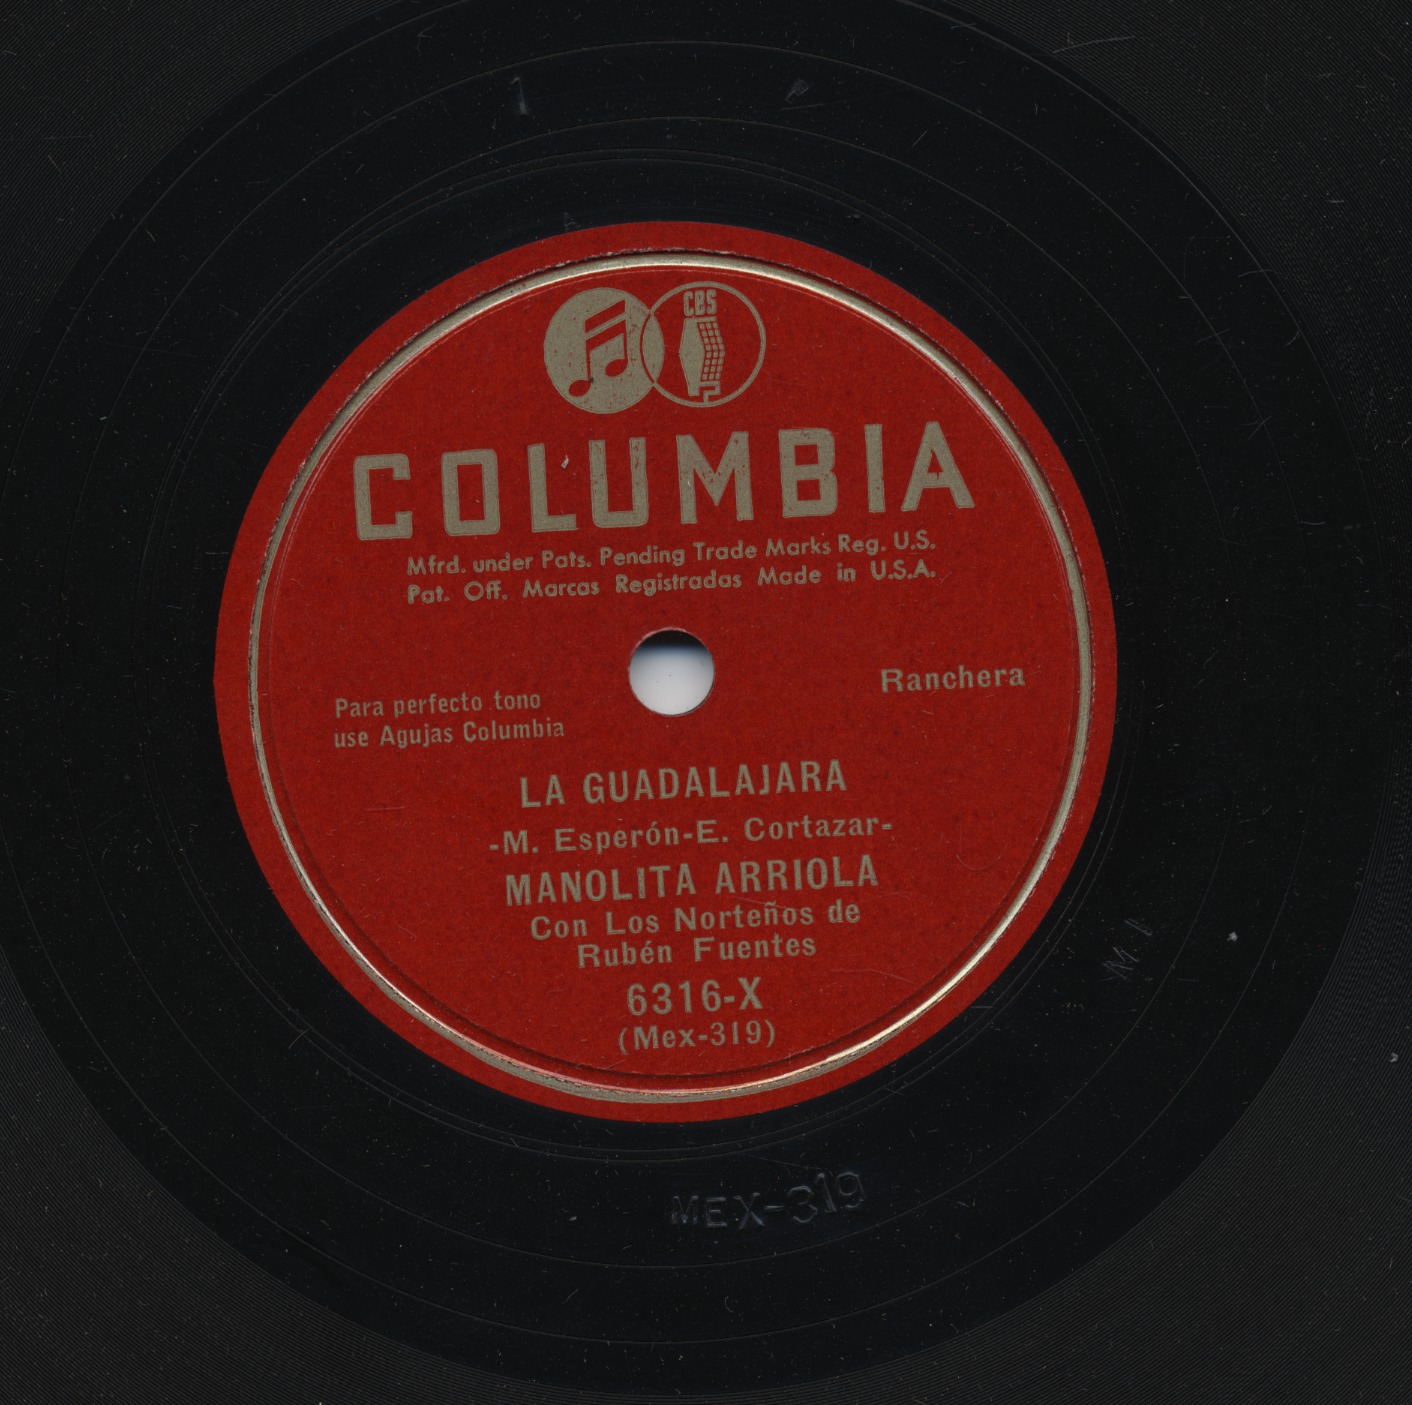 1
A
CBS
COLUMBIA
Mfrd. under Pats. Pending Trade Marks Reg. U.S.
Pat. Off. Marcas Registradas Made in U.S.A.
Ranchera
Para perfecto tono
use Agujas Columbia
LA GUADALAJARA
-M. Esperón-E. Cortazar-
MANOLITA ARRIOLA
Con Los Norteños de
Rubén Fuentes
6316-X
(Mex-319)
MEX-319